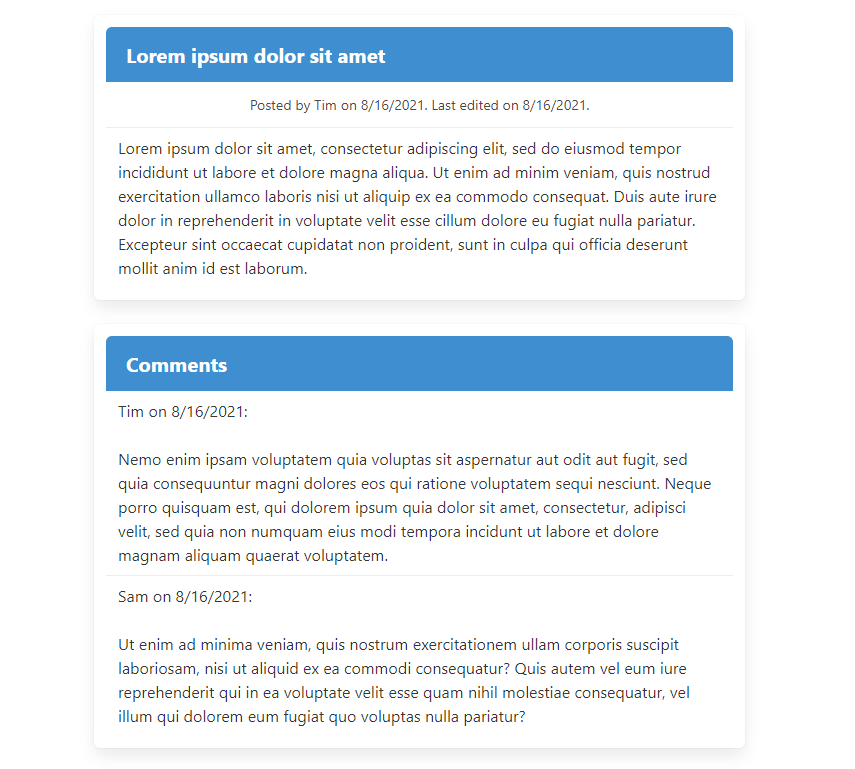 Lorem ipsum dolor sit amet
Posted by Tim on 8/16/2021. Last edited on 8/16/2021.
Lorem ipsum dolor sit amet, consectetur adipiscing elit, sed do eiusmod tempor
incididunt ut labore et dolore magna aliqua. Ut enim ad minim veniam, quis nostrud
exercitation ullamco laboris nisi ut aliquip ex ea commodo consequat. Duis aute irure
dolor in reprehenderit in voluptate velit esse cillum dolore eu fugiat nulla pariatur.
Excepteur sint occaecat cupidatat non proident, sunt in culpa qui officia deserunt
mollit anim id est laborum.
Comments
Tim on 8/16/2021:
Nemo enim ipsam voluptatem quia voluptas sit aspernatur aut odit aut fugit, sed
quia consequuntur magni dolores eos qui ratione voluptatem sequi nesciunt. Neque
porro quisquam est, qui dolorem ipsum quia dolor sit amet, consectetur, adipisci
velit, sed quia non numquam eius modi tempora incidunt ut labore et dolore
magnam aliquam quaerat voluptatem.
Sam on 8/16/2021:
Ut enim ad minima veniam, quis nostrum exercitationem ullam corporis suscipit
laboriosam, nisi ut aliquid ex ea commodi consequatur? Quis autem vel eum iure
reprehenderit qui in ea voluptate velit esse quam nihil molestiae consequatur, vel
illum qui dolorem eum fugiat quo voluptas nulla pariatur?